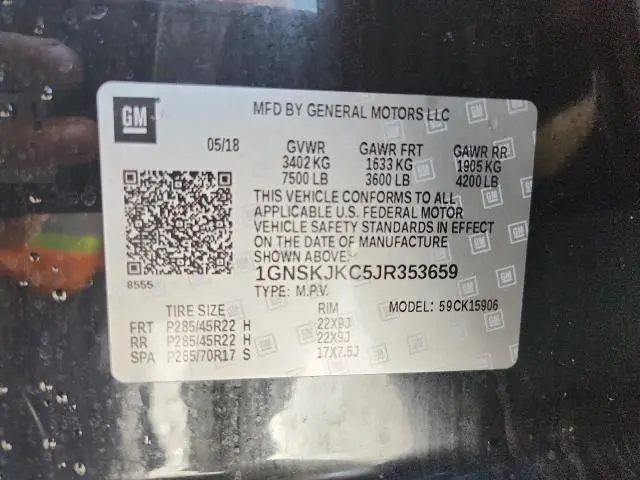 GM
MFD BY GENERAL MOTORS LLC
05/18 GVWR GAWR FRT GAWR RR
3402 KG 1633 KG 1905 KG
7500 LB 3600 LB 4200 LB
THIS VEHICLE CONFORMS TO ALL
APPLICABLE U.S. FEDERAL MOTOR
VEHICLE SAFETY STANDARDS IN EFFECT
ON THE DATE OF MANUFACTURE
SHOWN ABOVE.
8555
1GNSKJKC5JR353659
TYPE: M.P.V. MODEL: 59CK15906
TIRE SIZE RIM
FRT P285/45R22 H 22X9J
RR P285/45R22 H 22X9J
SPA P265/70R17 S 17X7.5J